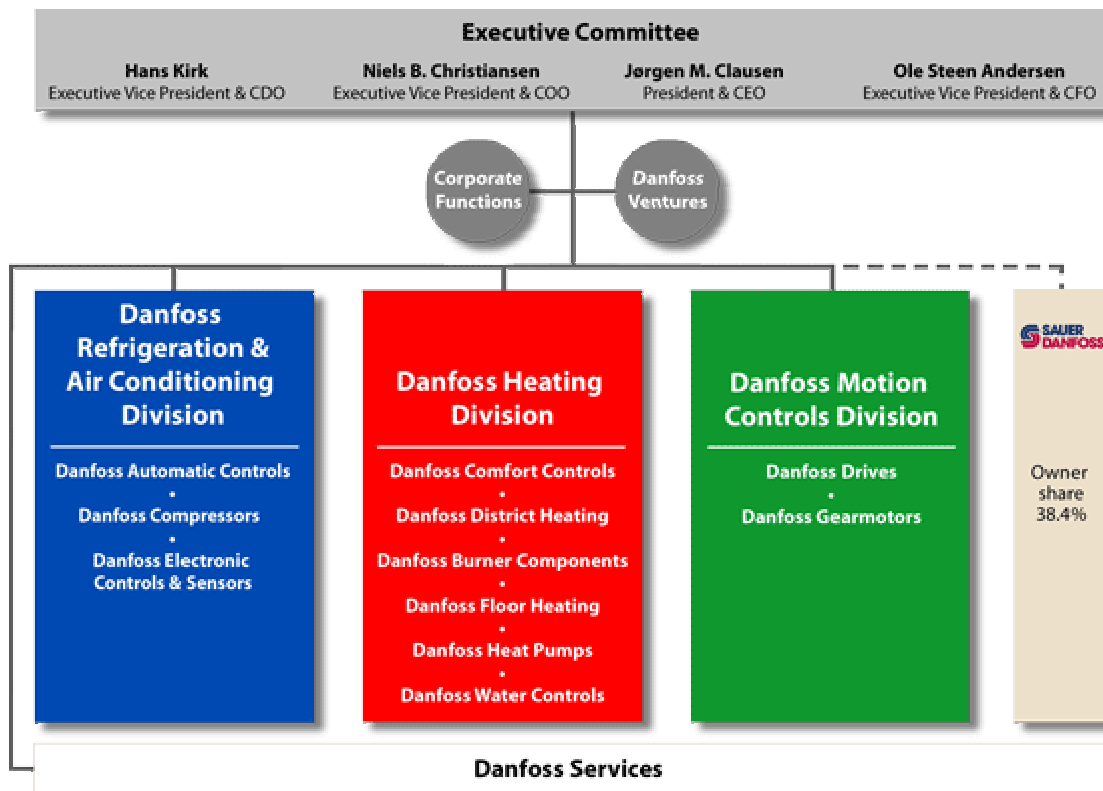 Executive Committee
Hans Kirk
Executive Vice President & CDO
Niels B. Christiansen
Executive Vice President & COO
Jørgen M. Clausen
President & CEO
Ole Steen Andersen
Executive Vice President & CFO
Corporate
Functions
Danfoss
Ventures
Danfoss
Refrigeration &
Air Conditioning
Division
Danfoss Automatic Controls
•
Danfoss Compressors
•
Danfoss Electronic
Controls & Sensors
Danfoss Heating
Division
Danfoss Comfort Controls
•
Danfoss District Heating
•
Danfoss Burner Components
•
Danfoss Floor Heating
•
Danfoss Heat Pumps
•
Danfoss Water Controls
Danfoss Motion
Controls Division
Danfoss Drives
•
Danfoss Gearmotors
SAUER
DANFOSS
Owner
share
38.4%
Danfoss Services